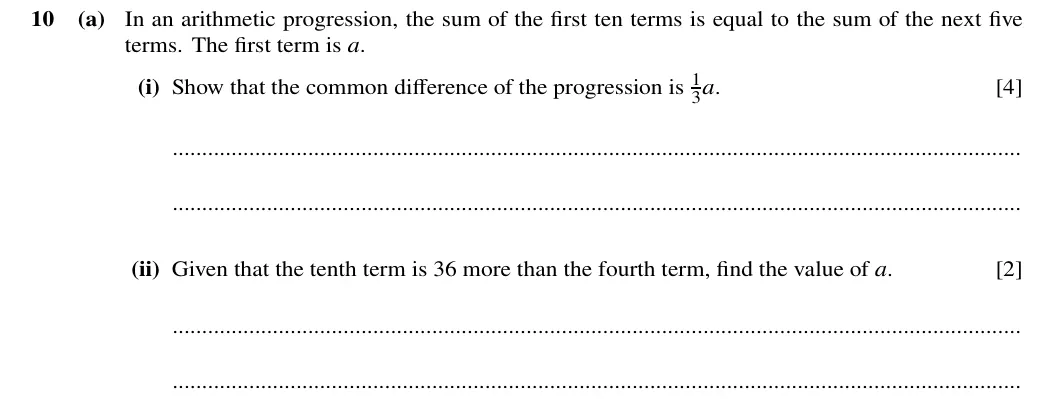 10 (a) In an arithmetic progression, the sum of the first ten terms is equal to the sum of the next five
terms. The first term is a.
(i) Show that the common difference of the progression is 1/3 a. [4]
(ii) Given that the tenth term is 36 more than the fourth term, find the value of a. [2]